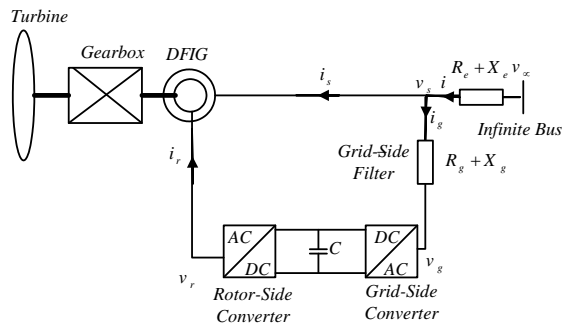 Turbine
Gearbox
DFIG
i_s
v_s
i
R_e + X_e
v_∝
i_g
Infinite Bus
i_r
Grid-Side
Filter
R_g + X_g
AC
DC
C
DC
AC
v_r
v_g
Rotor-Side
Converter
Grid-Side
Converter